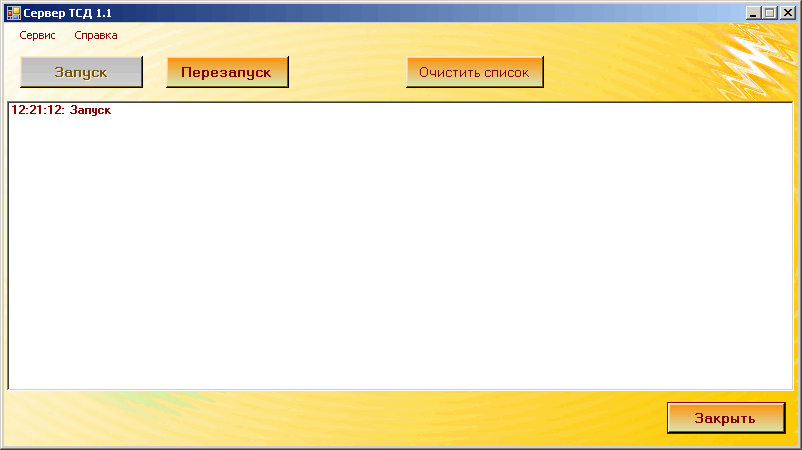 Сервер ТСД 1.1
Сервис Справка
Запуск Перезапуск Очистить список
12:21:12: Запуск
Закрыть